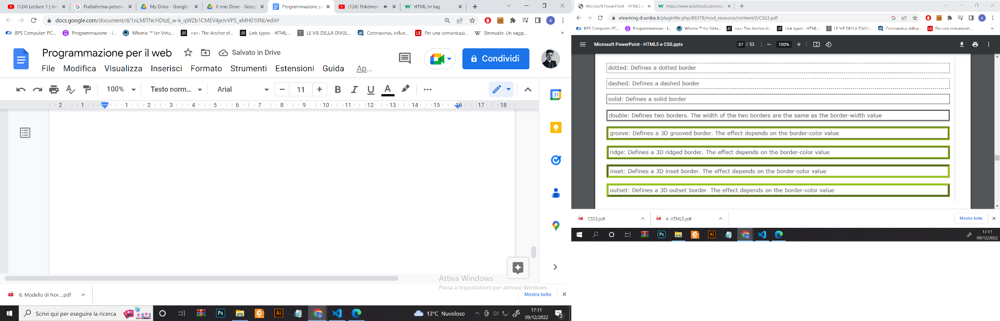 (124) Lecture 1 | Int
Piattaforma persona
My Drive - Google D
Il mio Drive - Googl
Programmazione pe
(124) Pokémon
HTML hr tag
docs.google.com/document/d/1nLMlTNcHDtzE_w-k_qWZb1CMEV4jeJvVPS_aMH010NI/edit#
BPS Computer: PC...
Programmazione - I...
Whonix ™ for Virtu...
<a>: The Anchor el...
Link types - HTML:...
LE VIE DELLA DIVUL...
Coronavirus, influe...
Per una comunicazi...
Stronzate. Un saggi...
Programmazione per il web
Salvato in Drive
File Modifica Visualizza Inserisci Formato Strumenti Estensioni Guida Ap...
Condividi
100% Testo norm... Arial 11
2 1 1 2 3 4 5 6 7 8 9 10 11 12 13 14 15 16 17 18
Attiva Windows
Passa a Impostazioni per attivare Windows.
6. Modello di Nor....pdf
Mostra tutto
Scrivi qui per eseguire la ricerca
13°C Nuvoloso
17:11
09/12/2022
2
Microsoft PowerPoint - HTML5 e
https://www.w3schools.com/css/
elearning.di.uniba.it/pluginfile.php/89378/mod_resource/content/0/CSS3.pdf
BPS Computer: PC...
Programmazione - I...
Whonix ™ for Virtu...
<a>: The Anchor el...
Link types - HTML:...
LE VIE DELLA DIVUL...
Coronavirus, influe...
Per una comunicazi...
Microsoft PowerPoint - HTML5 e CSS.pptx
37 / 53
100%
dotted: Defines a dotted border
dashed: Defines a dashed border
solid: Defines a solid border
double: Defines two borders. The width of the two borders are the same as the border-width value
groove: Defines a 3D grooved border. The effect depends on the border-color value
ridge: Defines a 3D ridged border. The effect depends on the border-color value
inset: Defines a 3D inset border. The effect depends on the border-color value
outset: Defines a 3D outset border. The effect depends on the border-color value
CSS3.pdf
4. HTML5.pdf
Mostra tutto
17:11
09/12/2022